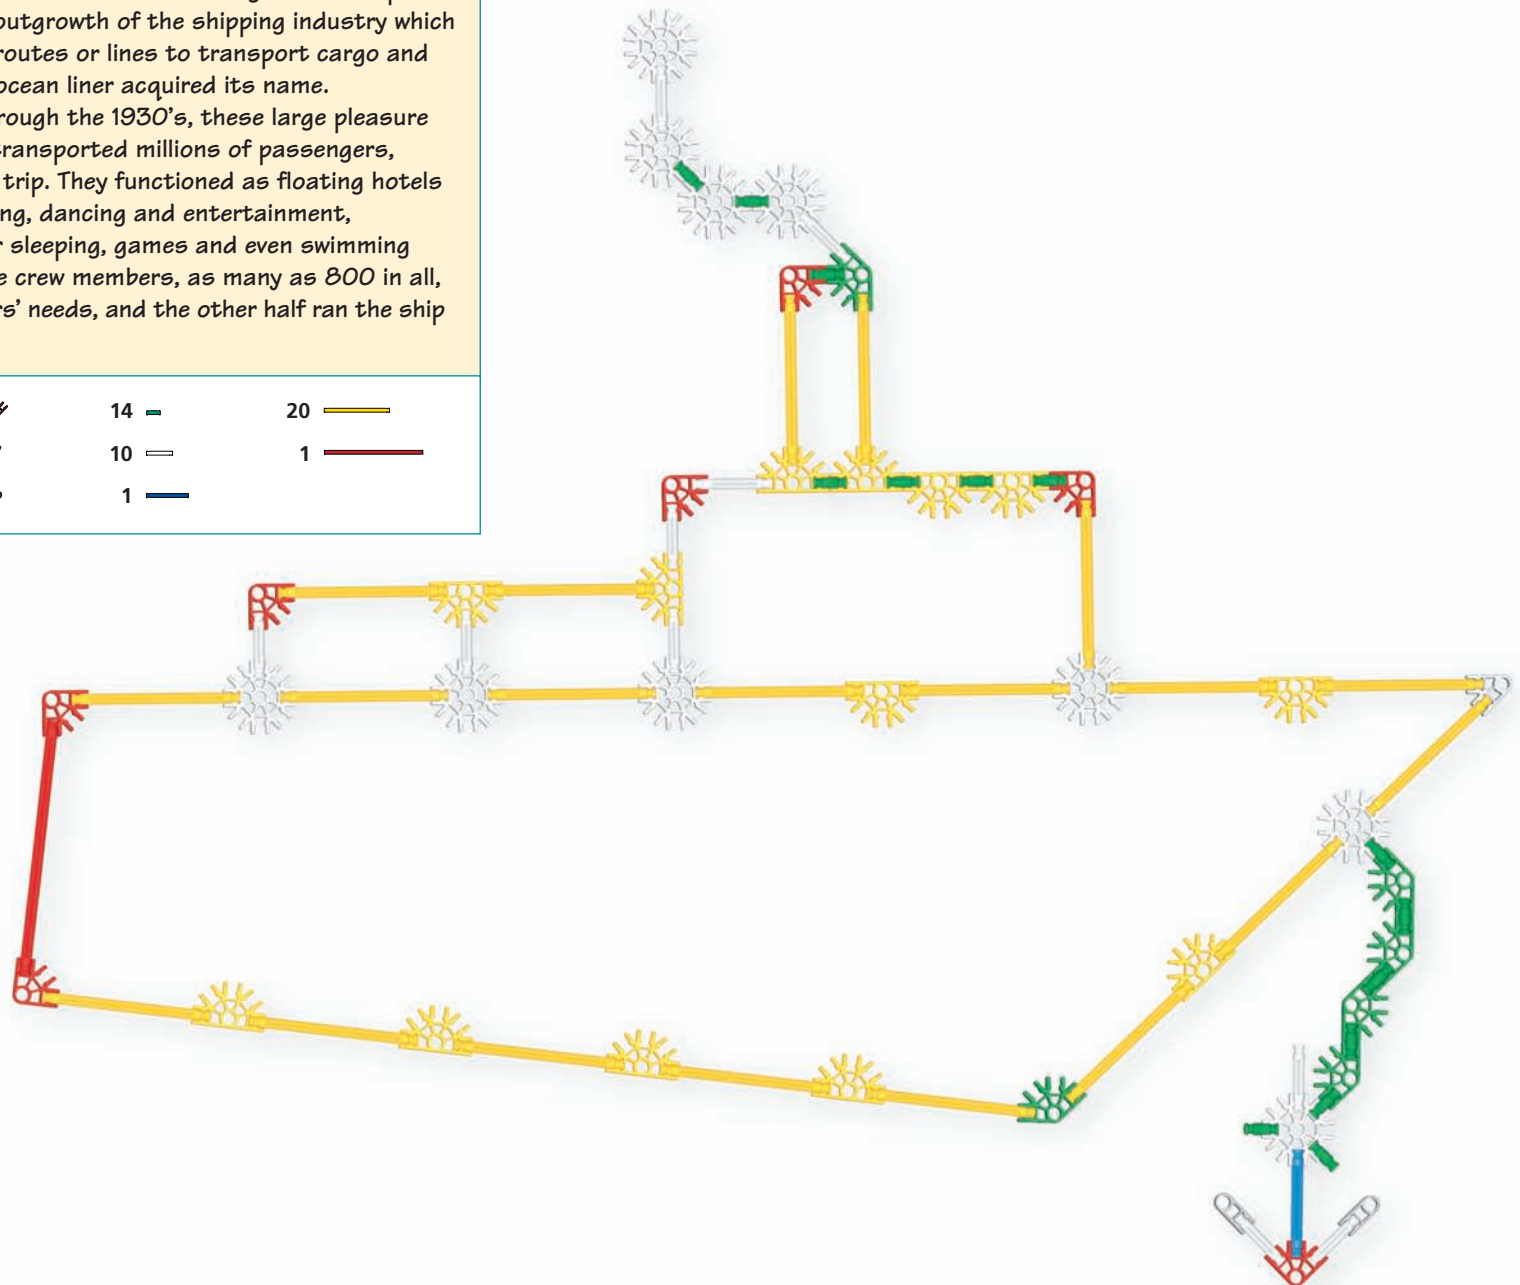 outgrowth of the shipping industry which
routes or lines to transport cargo and
ocean liner acquired its name.
rough the 1930's, these large pleasure
transported millions of passengers,
trip. They functioned as floating hotels
ng, dancing and entertainment,
r sleeping, games and even swimming
e crew members, as many as 800 in all,
rs' needs, and the other half ran the ship
14 20
10 1
1